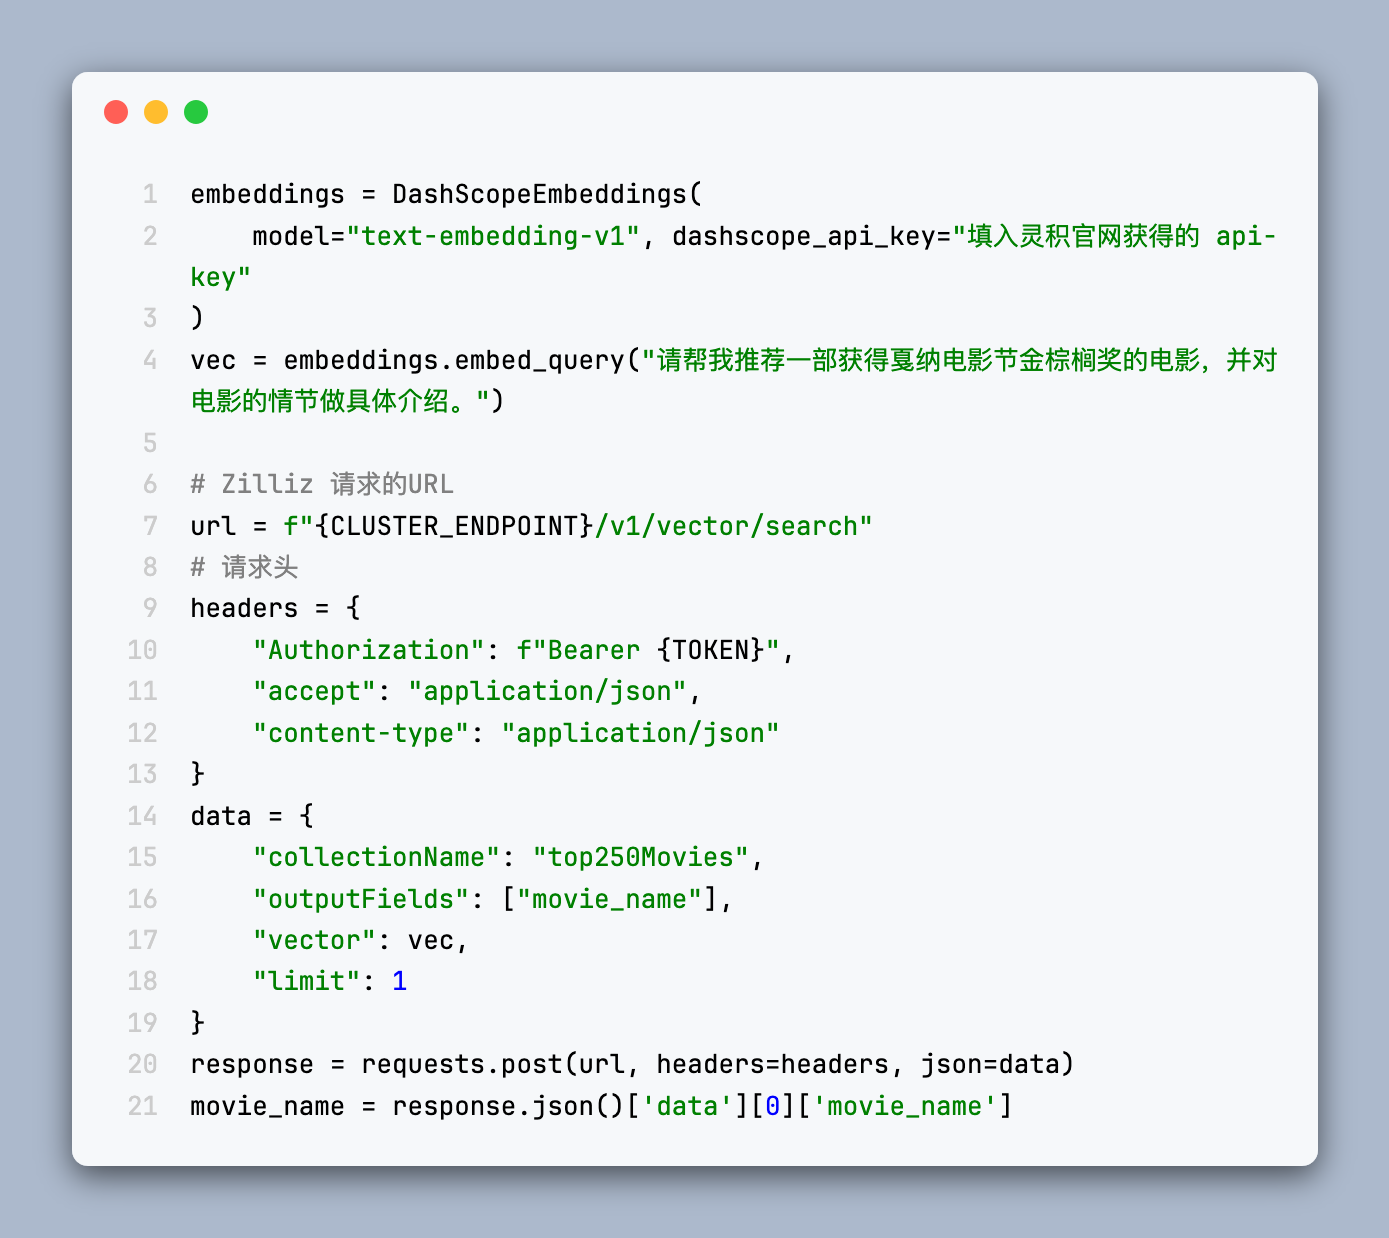 1 embeddings = DashScopeEmbeddings(
2     model="text-embedding-v1", dashscope_api_key="填入灵积官网获得的 api-
key"
3 )
4 vec = embeddings.embed_query("请帮我推荐一部获得戛纳电影节金棕榈奖的电影，并对
电影的情节做具体介绍。")
5
6 # Zilliz 请求的URL
7 url = f"{CLUSTER_ENDPOINT}/v1/vector/search"
8 # 请求头
9 headers = {
10     "Authorization": f"Bearer {TOKEN}",
11     "accept": "application/json",
12     "content-type": "application/json"
13 }
14 data = {
15     "collectionName": "top250Movies",
16     "outputFields": ["movie_name"],
17     "vector": vec,
18     "limit": 1
19 }
20 response = requests.post(url, headers=headers, json=data)
21 movie_name = response.json()['data'][0]['movie_name']